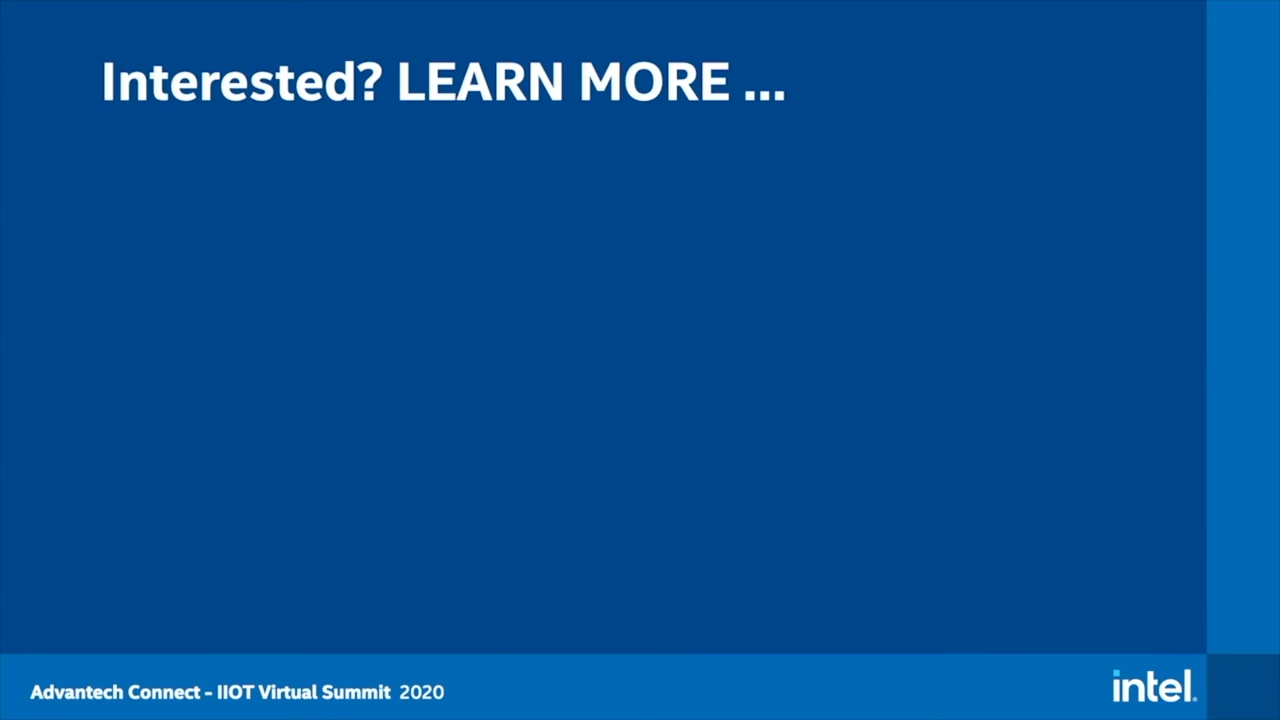 Interested? LEARN MORE ...
Advantech Connect - IIOT Virtual Summit 2020
intel.